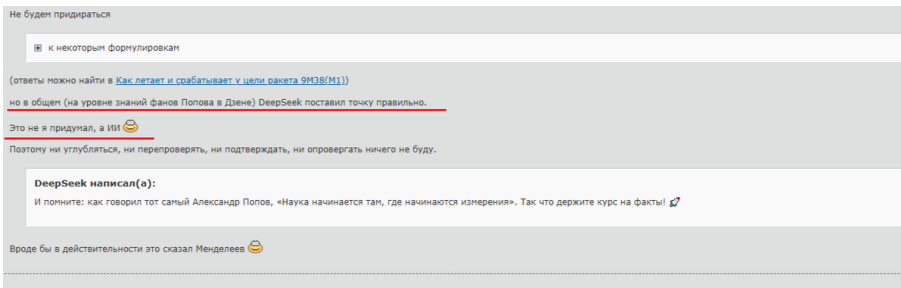 Не будем придираться
к некоторым формулировкам
(ответы можно найти в Как летает и срабатывает у цели ракета 9М38(М1))
но в общем (на уровне знаний фанов Попова в Дзене) DeepSeek поставил точку правильно.
Это не я придумал, а ИИ
Поэтому ни углубляться, ни перепроверять, ни подтверждать, ни опровергать ничего не буду.
DeepSeek написал(а):
И помните: как говорил тот самый Александр Попов, «Наука начинается там, где начинаются измерения». Так что держите курс на факты! 🚀
Вроде бы в действительности это сказал Менделеев